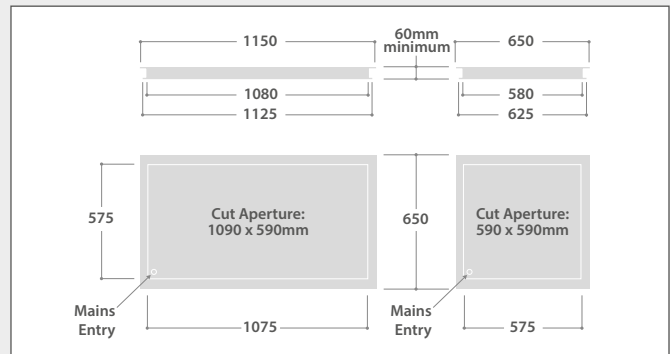 1150
60mm
minimum
650
1080
580
1125
625
575
Cut Aperture:
1090 x 590mm
650
Cut Aperture:
590 x 590mm
Mains
Entry
1075
Mains
Entry
575